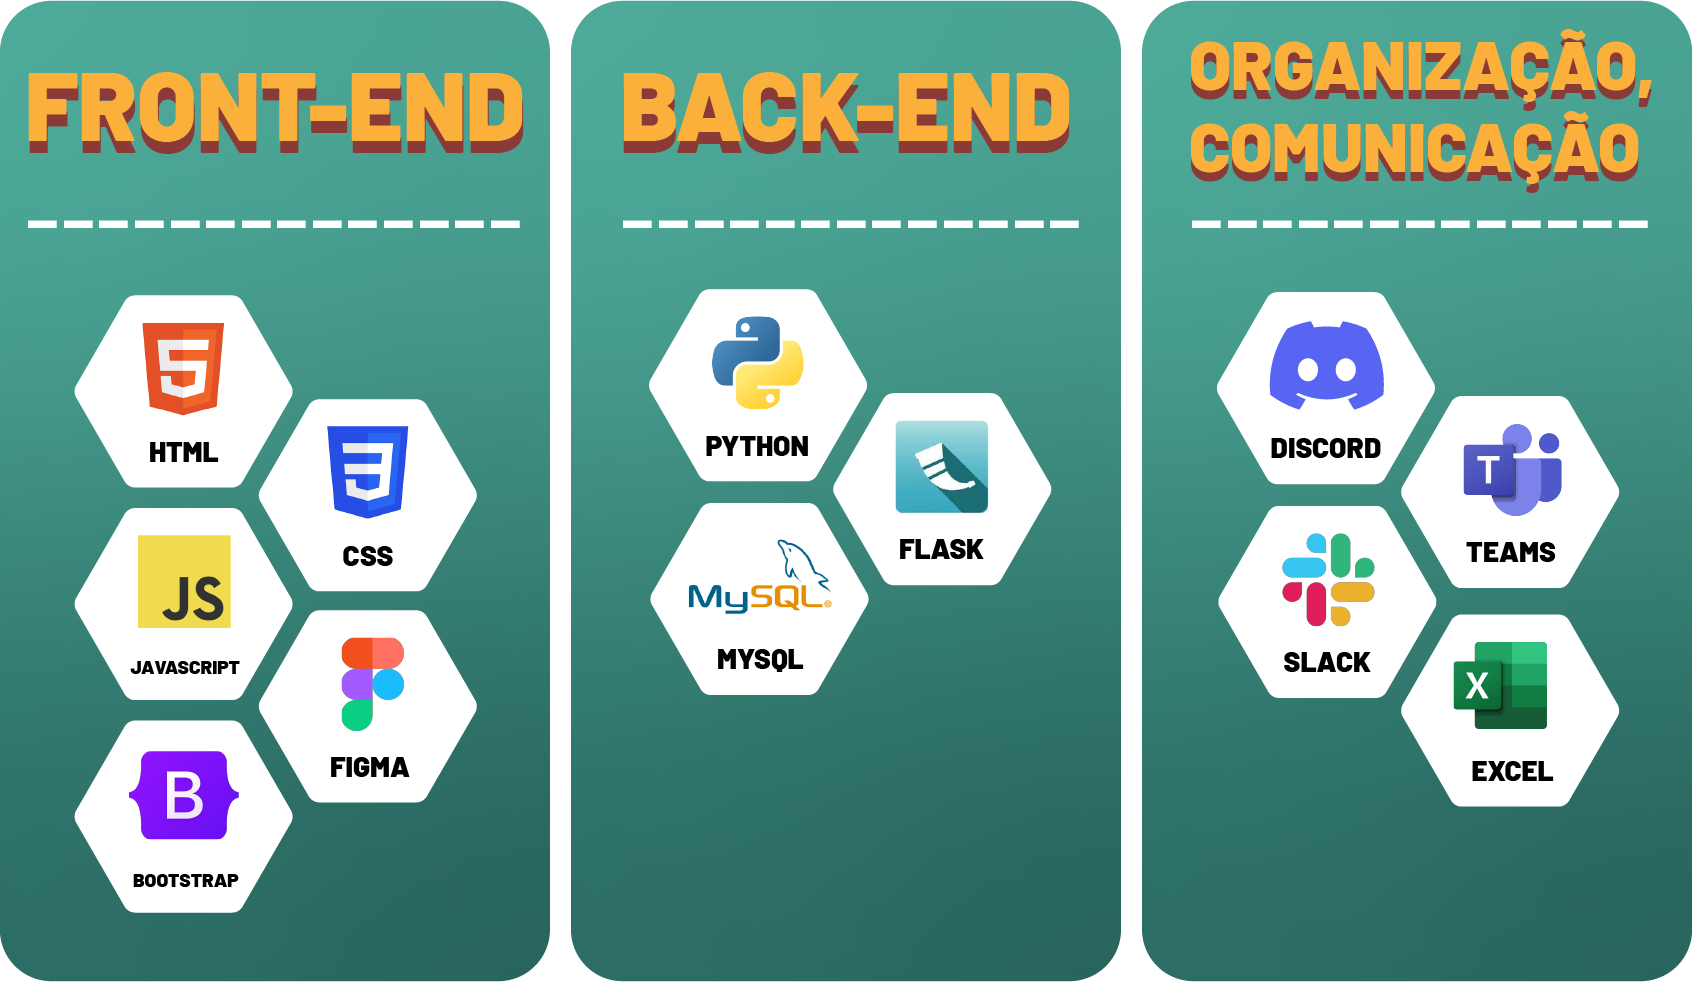 FRONT-END
HTML
CSS
JS
JAVASCRIPT
FIGMA
B
BOOTSTRAP
BACK-END
PYTHON
FLASK
MySQL®
MYSQL
ORGANIZAÇÃO,
COMUNICAÇÃO
DISCORD
T
TEAMS
SLACK
X
EXCEL